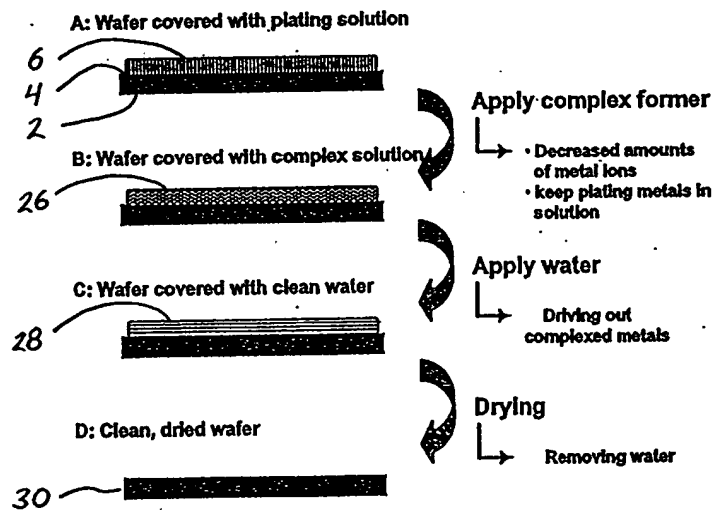 A: Wafer covered with plating solution
6
4
2
Apply complex former
• Decreased amounts
of metal ions
• keep plating metals in
solution
B: Wafer covered with complex solution
26
Apply water
Driving out
complexed metals
C: Wafer covered with clean water
28
Drying
Removing water
D: Clean, dried wafer
30